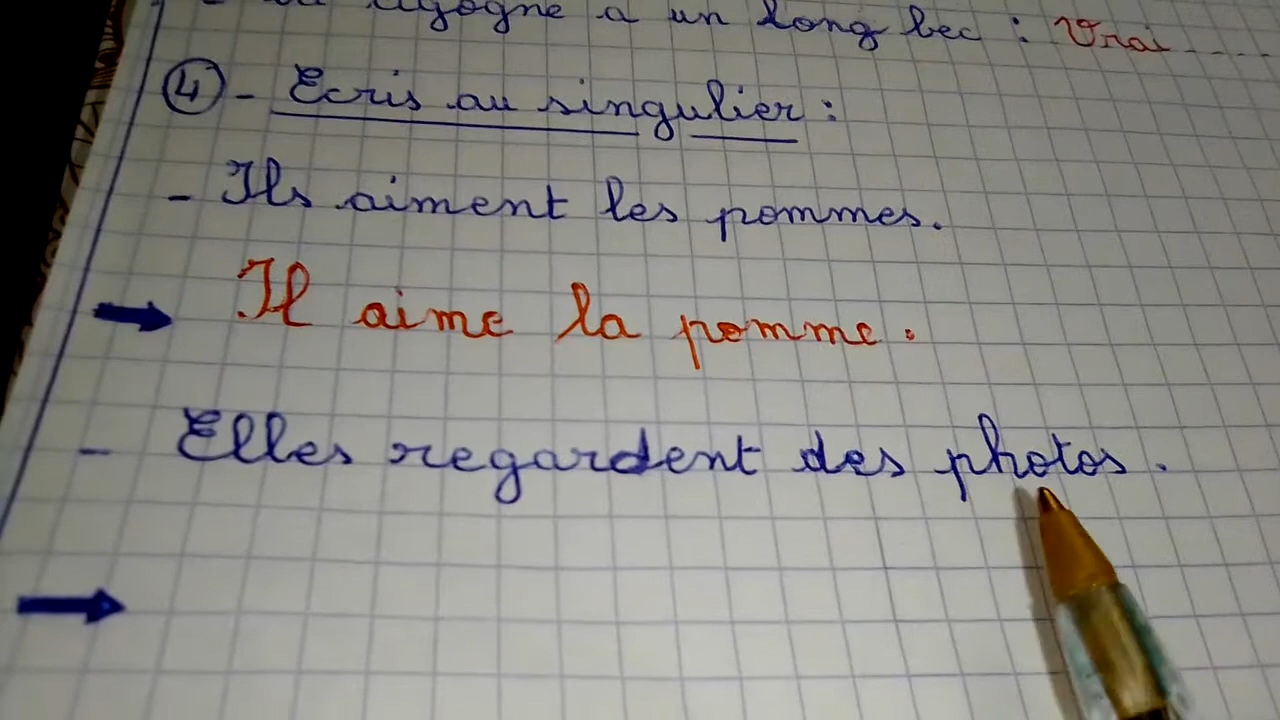 cigogne a un long bec : Vrai ....
4 - Ecris au singulier :
- Ils aiment les pommes.
→ Il aime la pomme.
- Elles regardent des photos.
→